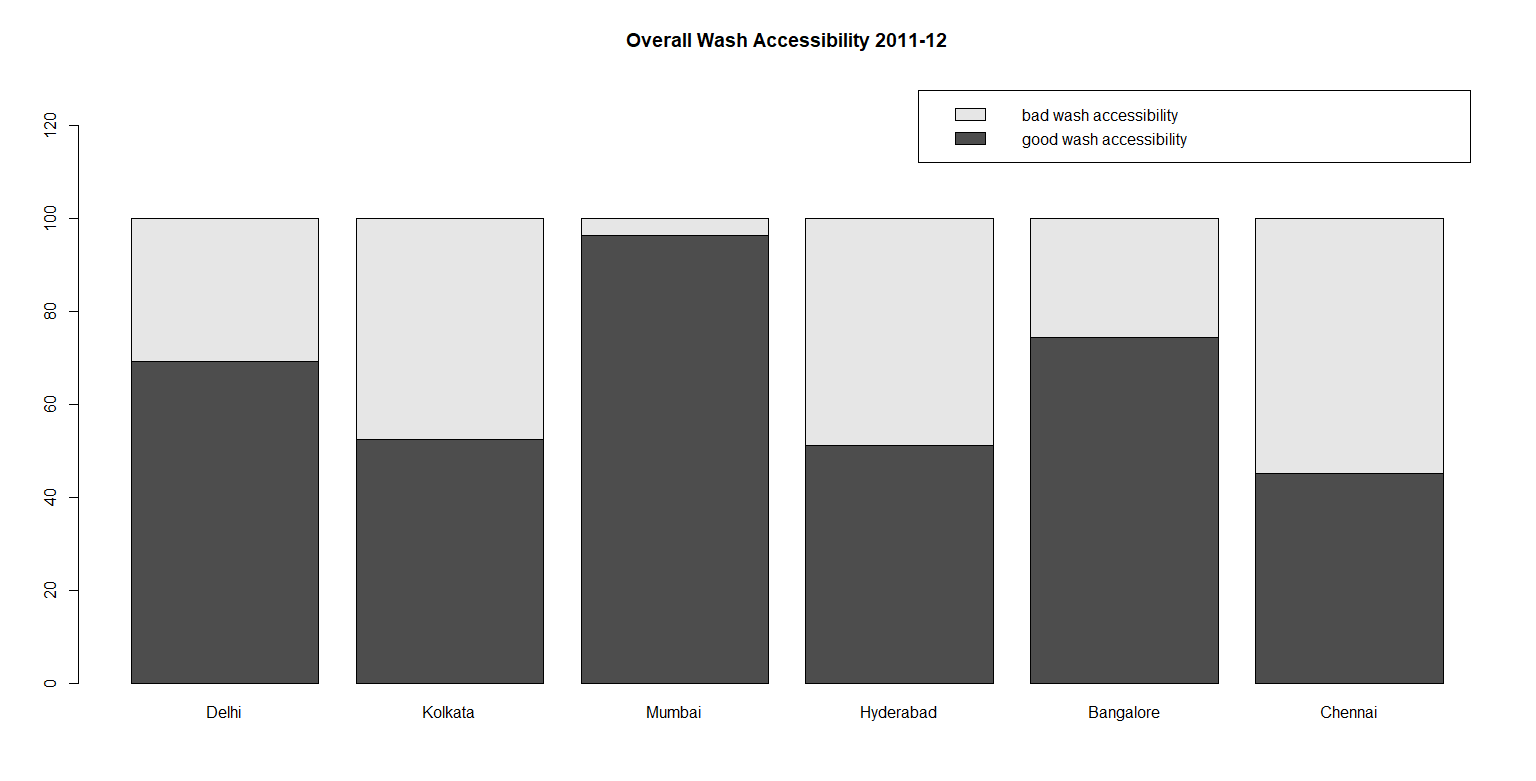 Overall Wash Accessibility 2011-12
bad wash accessibility
good wash accessibility
120
100
80
60
40
20
0
Delhi Kolkata Mumbai Hyderabad Bangalore Chennai